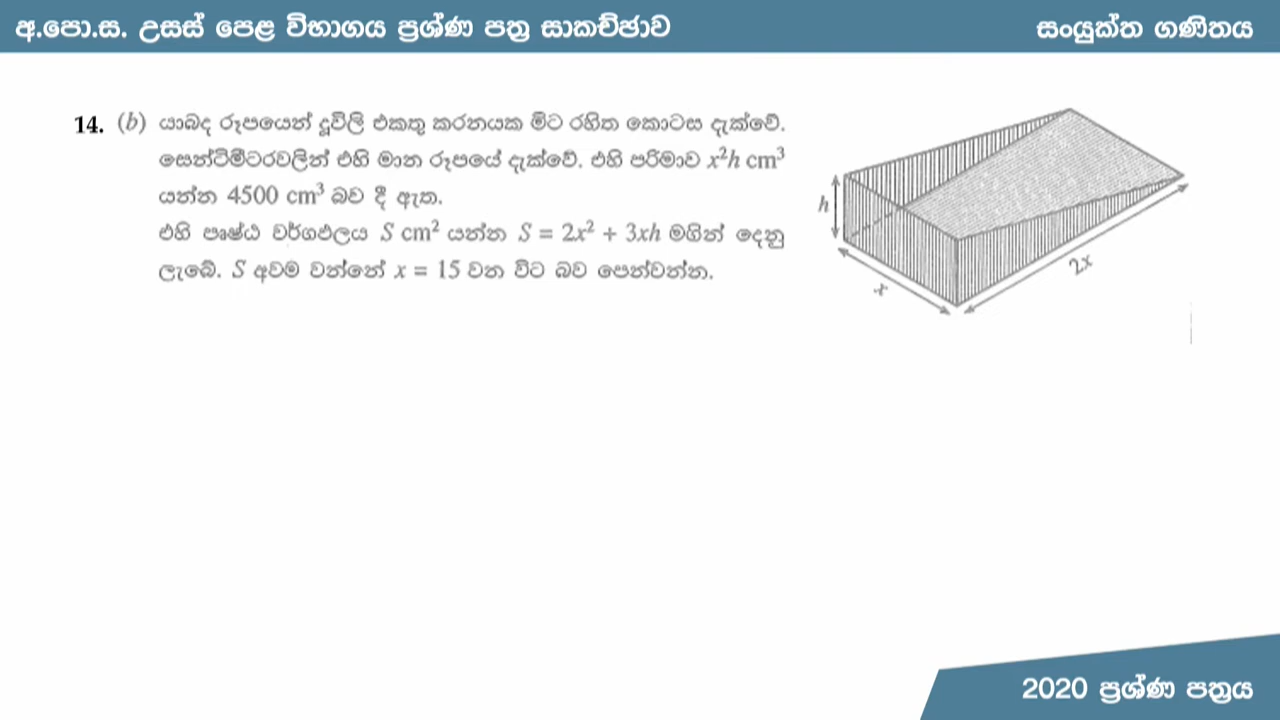 අ.පො.ස. උසස් පෙළ විභාගය ප්‍රශ්ණ පත්‍ර සාකච්ඡාව
සංයුක්ත ගණිතය
14. (b) යාබද රූපයෙන් දූවිලි එකතු කරනයක මිට රහිත කොටස දැක්වේ.
සෙන්ටිමීටරවලින් එහි මාන රූපයේ දැක්වේ. එහි පරිමාව x²h cm³
යන්න 4500 cm³ බව දී ඇත.
එහි පෘෂ්ඨ වර්ගඵලය S cm² යන්න S = 2x² + 3xh මගින් දෙනු
ලැබේ. S අවම වන්නේ x = 15 වන විට බව පෙන්වන්න.
h
x
2x
2020 ප්‍රශ්ණ පත්‍රය